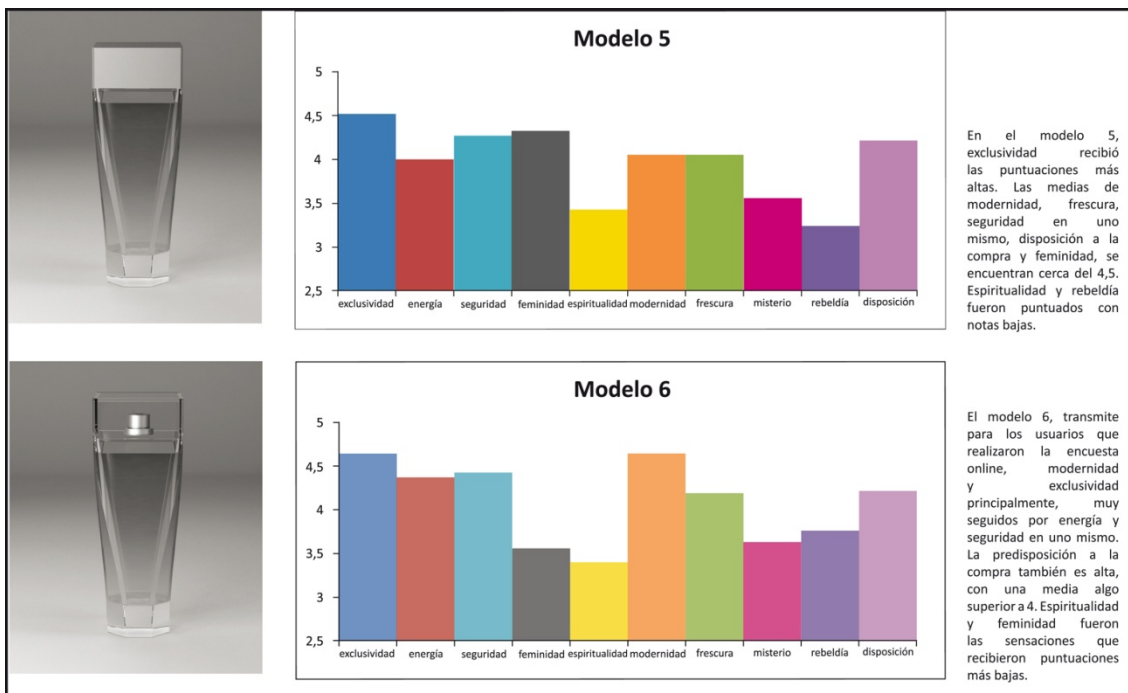 Modelo 5
5
4,5
4
3,5
3
2,5
exclusividad energía seguridad feminidad espiritualidad modernidad frescura misterio rebeldía disposición
En el modelo 5,
exclusividad recibió
las puntuaciones más
altas. Las medias de
modernidad, frescura,
seguridad en uno
mismo, disposición a la
compra y feminidad, se
encuentran cerca del 4,5.
Espiritualidad y rebeldía
fueron puntuados con
notas bajas.
Modelo 6
5
4,5
4
3,5
3
2,5
exclusividad energía seguridad feminidad espiritualidad modernidad frescura misterio rebeldía disposición
El modelo 6, transmite
para los usuarios que
realizaron la encuesta
online, modernidad
y exclusividad
principalmente, muy
seguidos por energía y
seguridad en uno mismo.
La predisposición a la
compra también es alta,
con una media algo
superior a 4. Espiritualidad
y feminidad fueron
las sensaciones que
recibieron puntuaciones
más bajas.